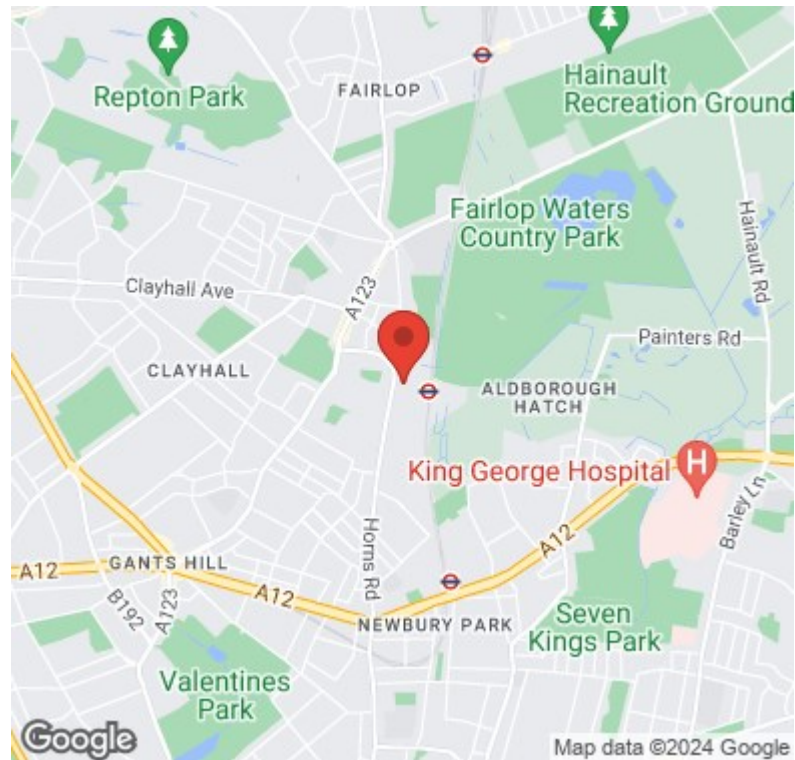 Repton Park
FAIRLOP
Hainault
Recreation Ground
Fairlop Waters
Country Park
Hainault Rd
Clayhall Ave
A123
Painters Rd
CLAYHALL
ALDBOROUGH
HATCH
King George Hospital
H
Barley Ln
Horns Rd
A12
GANTS HILL
A12
A12
B192
A123
NEWBURY PARK
Seven
Kings Park
Valentines
Park
Google
Map data ©2024 Google